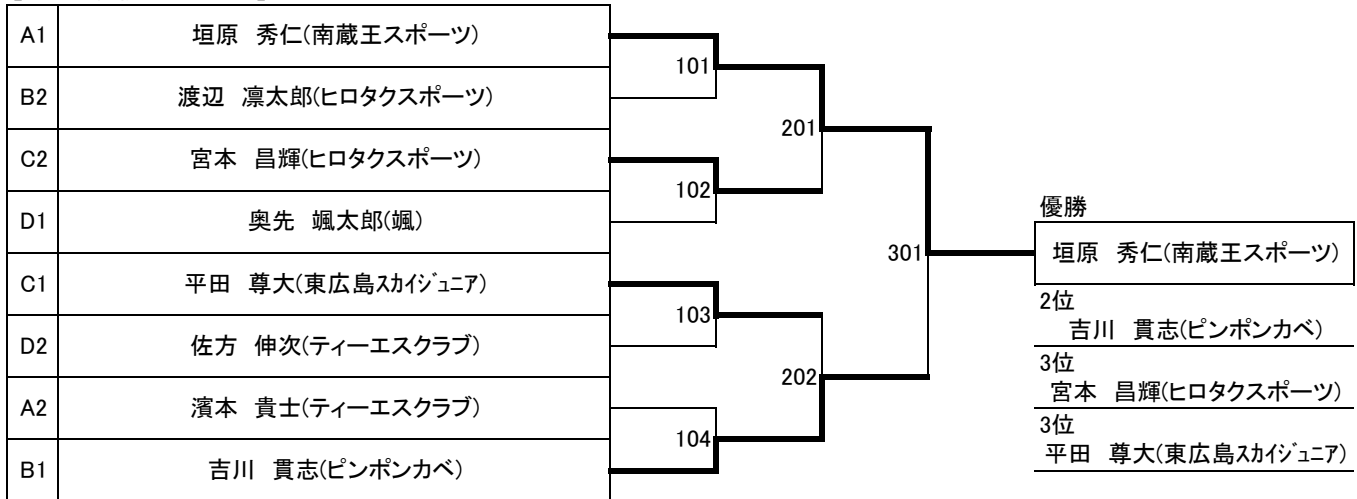 A1 垣原 秀仁(南蔵王スポーツ)
101
B2 渡辺 凛太郎(ヒロタクスポーツ)
201
C2 宮本 昌輝(ヒロタクスポーツ)
102
D1 奥先 颯太郎(颯)
優勝
301
垣原 秀仁(南蔵王スポーツ)
C1 平田 尊大(東広島ｽｶｲｼﾞｭﾆｱ)
2位
103
吉川 貫志(ピンポンカベ)
D2 佐方 伸次(ティーエスクラブ)
3位
202
宮本 昌輝(ヒロタクスポーツ)
A2 濱本 貴士(ティーエスクラブ)
3位
104
平田 尊大(東広島ｽｶｲｼﾞｭﾆｱ)
B1 吉川 貫志(ピンポンカベ)